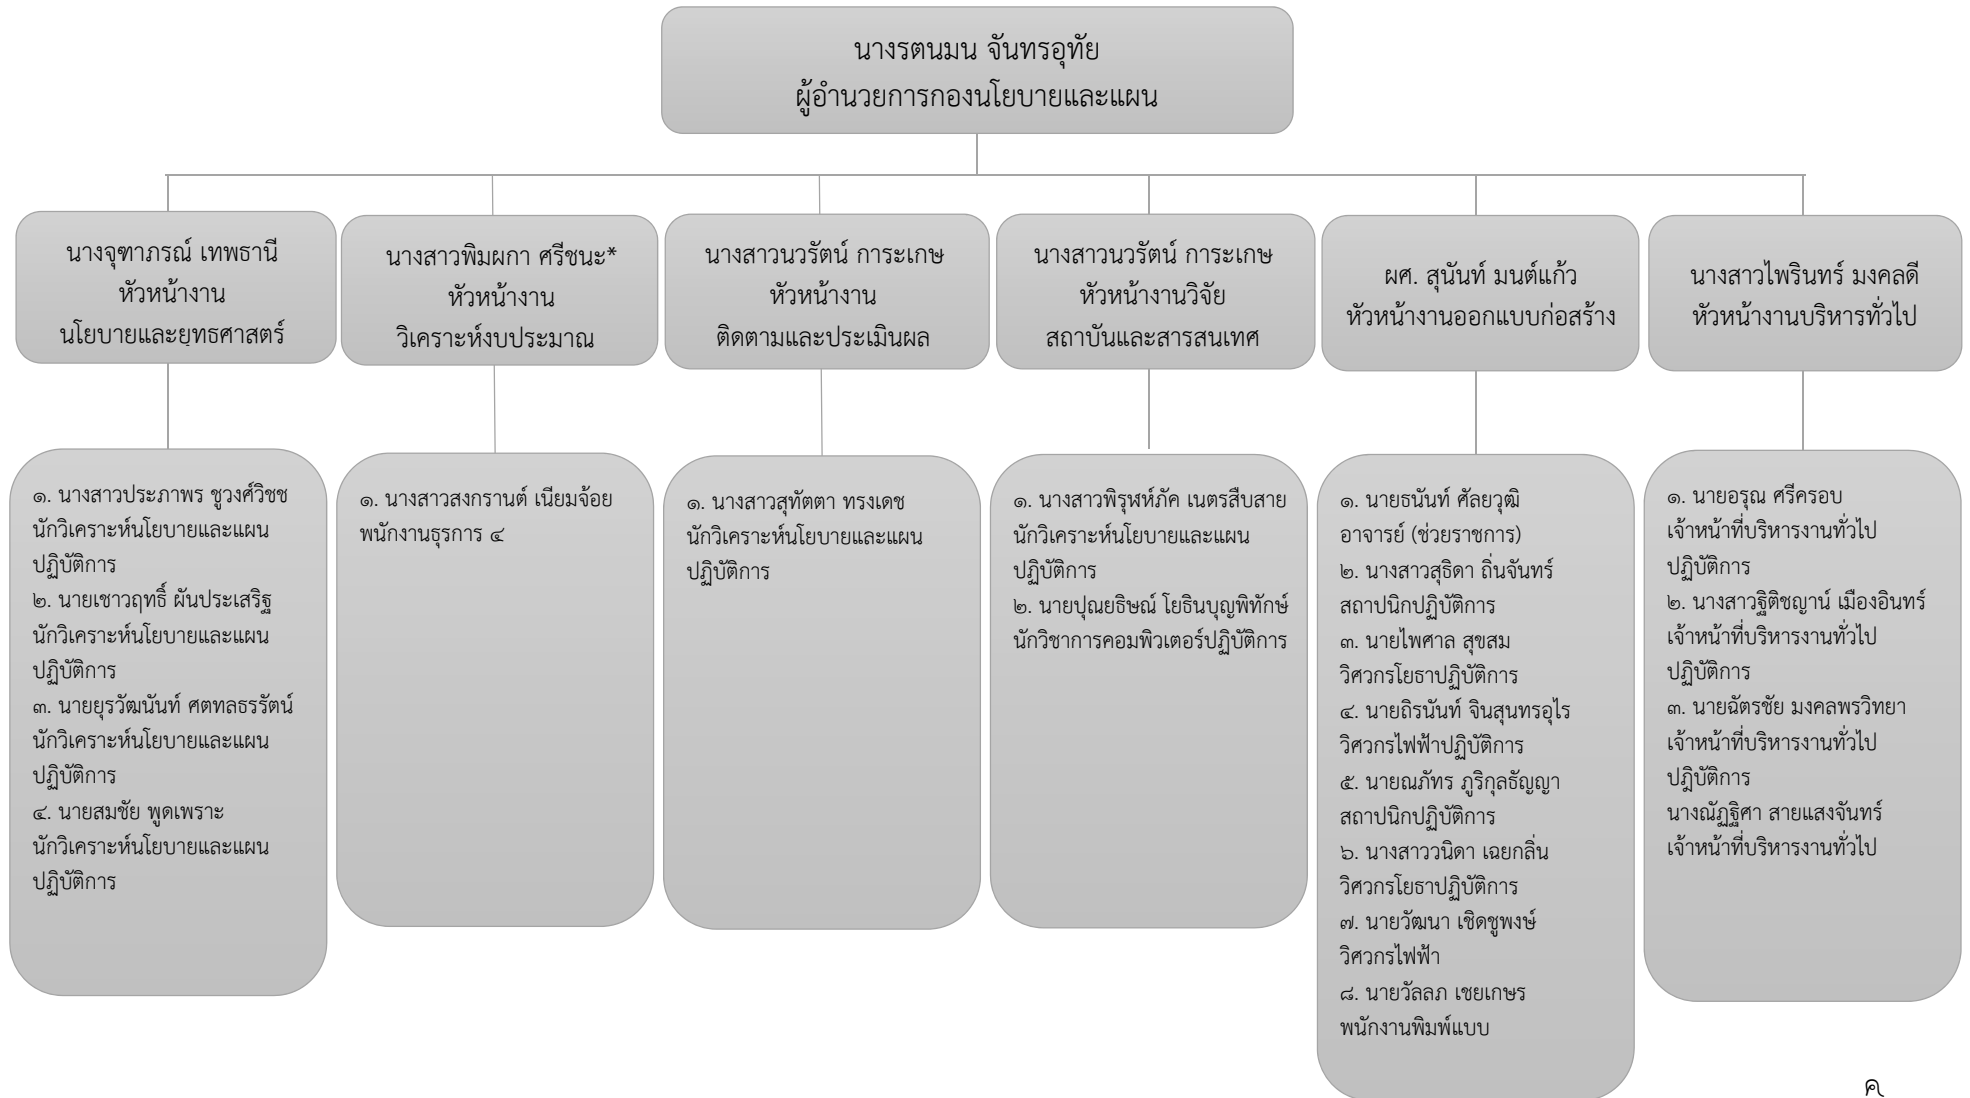 นางรตนมน จันทรอุทัย
ผู้อำนวยการกองนโยบายและแผน
นางจุฑาภรณ์ เทพธานี
หัวหน้างาน
นโยบายและยุทธศาสตร์
นางสาวพิมผกา ศรีชนะ*
หัวหน้างาน
วิเคราะห์งบประมาณ
นางสาวนวรัตน์ การะเกษ
หัวหน้างาน
ติดตามและประเมินผล
นางสาวนวรัตน์ การะเกษ
หัวหน้างานวิจัย
สถาบันและสารสนเทศ
ผศ. สุนันท์ มนต์แก้ว
หัวหน้างานออกแบบก่อสร้าง
นางสาวไพรินทร์ มงคลดี
หัวหน้างานบริหารทั่วไป
๑. นางสาวประภาพร ชูวงศ์วิชช
นักวิเคราะห์นโยบายและแผน
ปฏิบัติการ
๒. นายเชาวฤทธิ์ ผันประเสริฐ
นักวิเคราะห์นโยบายและแผน
ปฏิบัติการ
๓. นายยุรวัฒนันท์ ศตทลธรรัตน์
นักวิเคราะห์นโยบายและแผน
ปฏิบัติการ
๔. นายสมชัย พูดเพราะ
นักวิเคราะห์นโยบายและแผน
ปฏิบัติการ
๑. นางสาวสงกรานต์ เนียมจ้อย
พนักงานธุรการ ๔
๑. นางสาวสุทัตตา ทรงเดช
นักวิเคราะห์นโยบายและแผน
ปฏิบัติการ
๑. นางสาวพิรุฬห์ภัค เนตรสืบสาย
นักวิเคราะห์นโยบายและแผน
ปฏิบัติการ
๒. นายปุณยธิษณ์ โยธินบุญพิทักษ์
นักวิชาการคอมพิวเตอร์ปฏิบัติการ
๑. นายธนันท์ ศัลยวุฒิ
อาจารย์ (ช่วยราชการ)
๒. นางสาวสุธิดา ถิ่นจันทร์
สถาปนิกปฏิบัติการ
๓. นายไพศาล สุขสม
วิศวกรโยธาปฏิบัติการ
๔. นายถิรนันท์ จินสุนทรอุไร
วิศวกรไฟฟ้าปฏิบัติการ
๕. นายณภัทร ภูริกุลธัญญา
สถาปนิกปฏิบัติการ
๖. นางสาววนิดา เฉยกลิ่น
วิศวกรโยธาปฏิบัติการ
๗. นายวัฒนา เชิดชูพงษ์
วิศวกรไฟฟ้า
๘. นายวัลลภ เชยเกษร
พนักงานพิมพ์แบบ
๑. นายอรุณ ศรีครอบ
เจ้าหน้าที่บริหารงานทั่วไป
ปฏิบัติการ
๒. นางสาวฐิติชญาน์ เมืองอินทร์
เจ้าหน้าที่บริหารงานทั่วไป
ปฏิบัติการ
๓. นายฉัตรชัย มงคลพรวิทยา
เจ้าหน้าที่บริหารงานทั่วไป
ปฎิบัติการ
นางณัฏฐิศา สายแสงจันทร์
เจ้าหน้าที่บริหารงานทั่วไป
ค